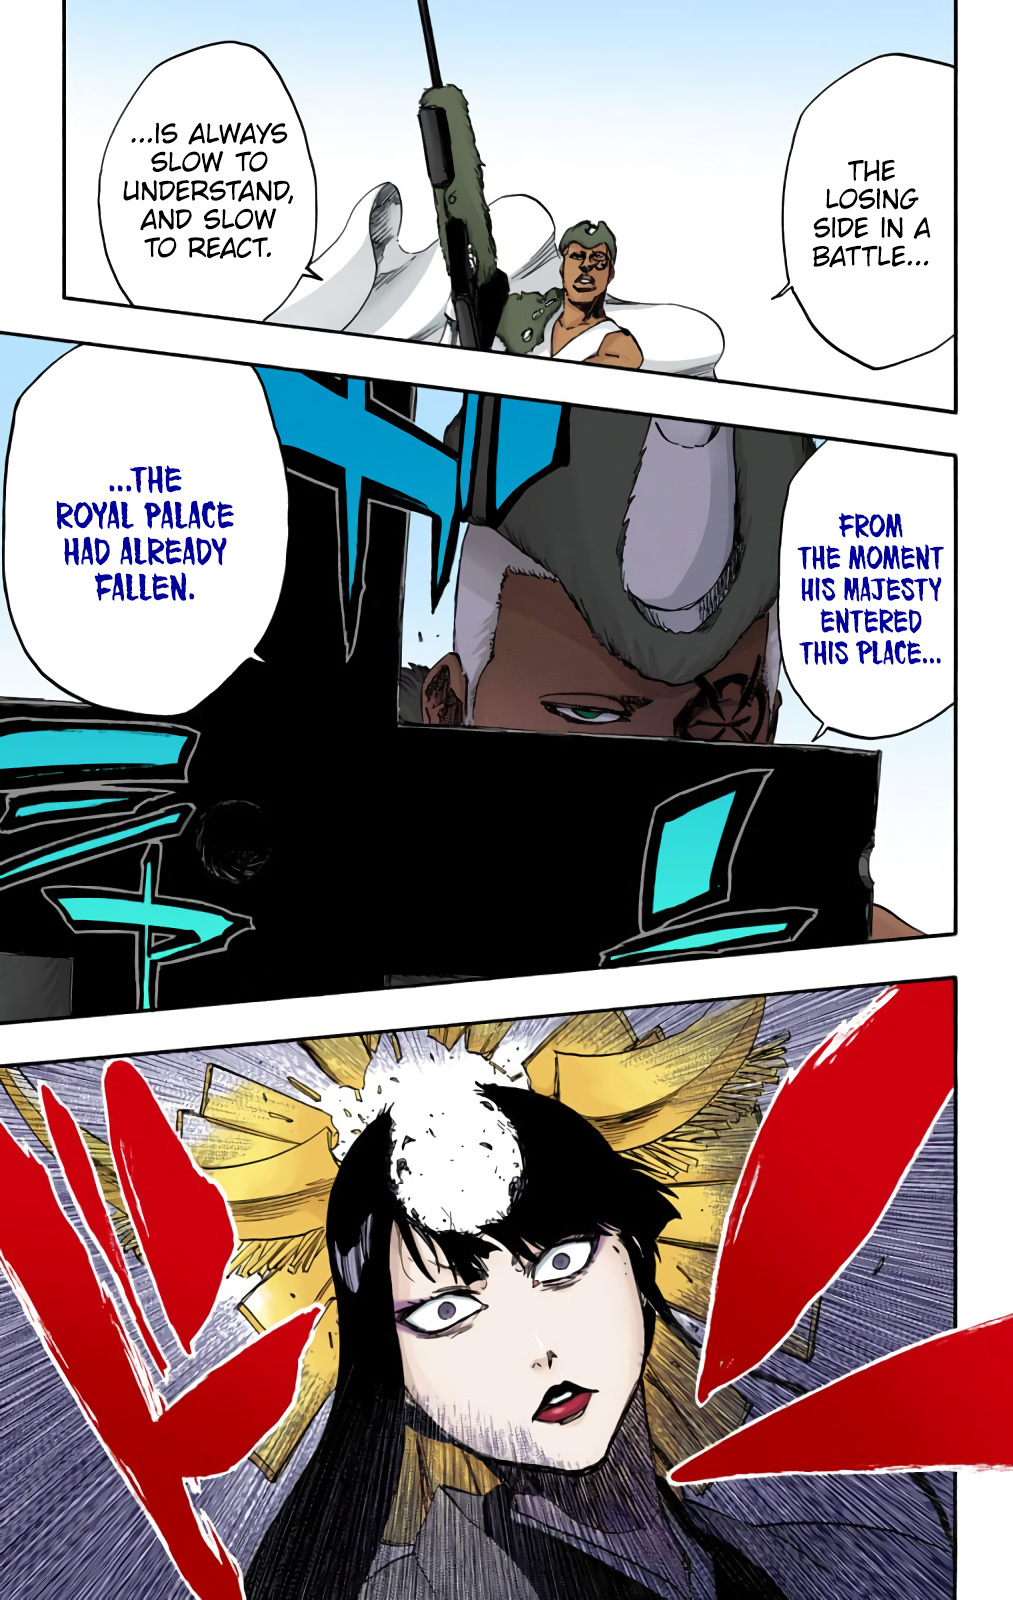 THE
LOSING
SIDE IN A
BATTLE...
...IS ALWAYS
SLOW TO
UNDERSTAND,
AND SLOW
TO REACT.
FROM
THE MOMENT
HIS MAJESTY
ENTERED
THIS PLACE...
...THE
ROYAL PALACE
HAD ALREADY
FALLEN.